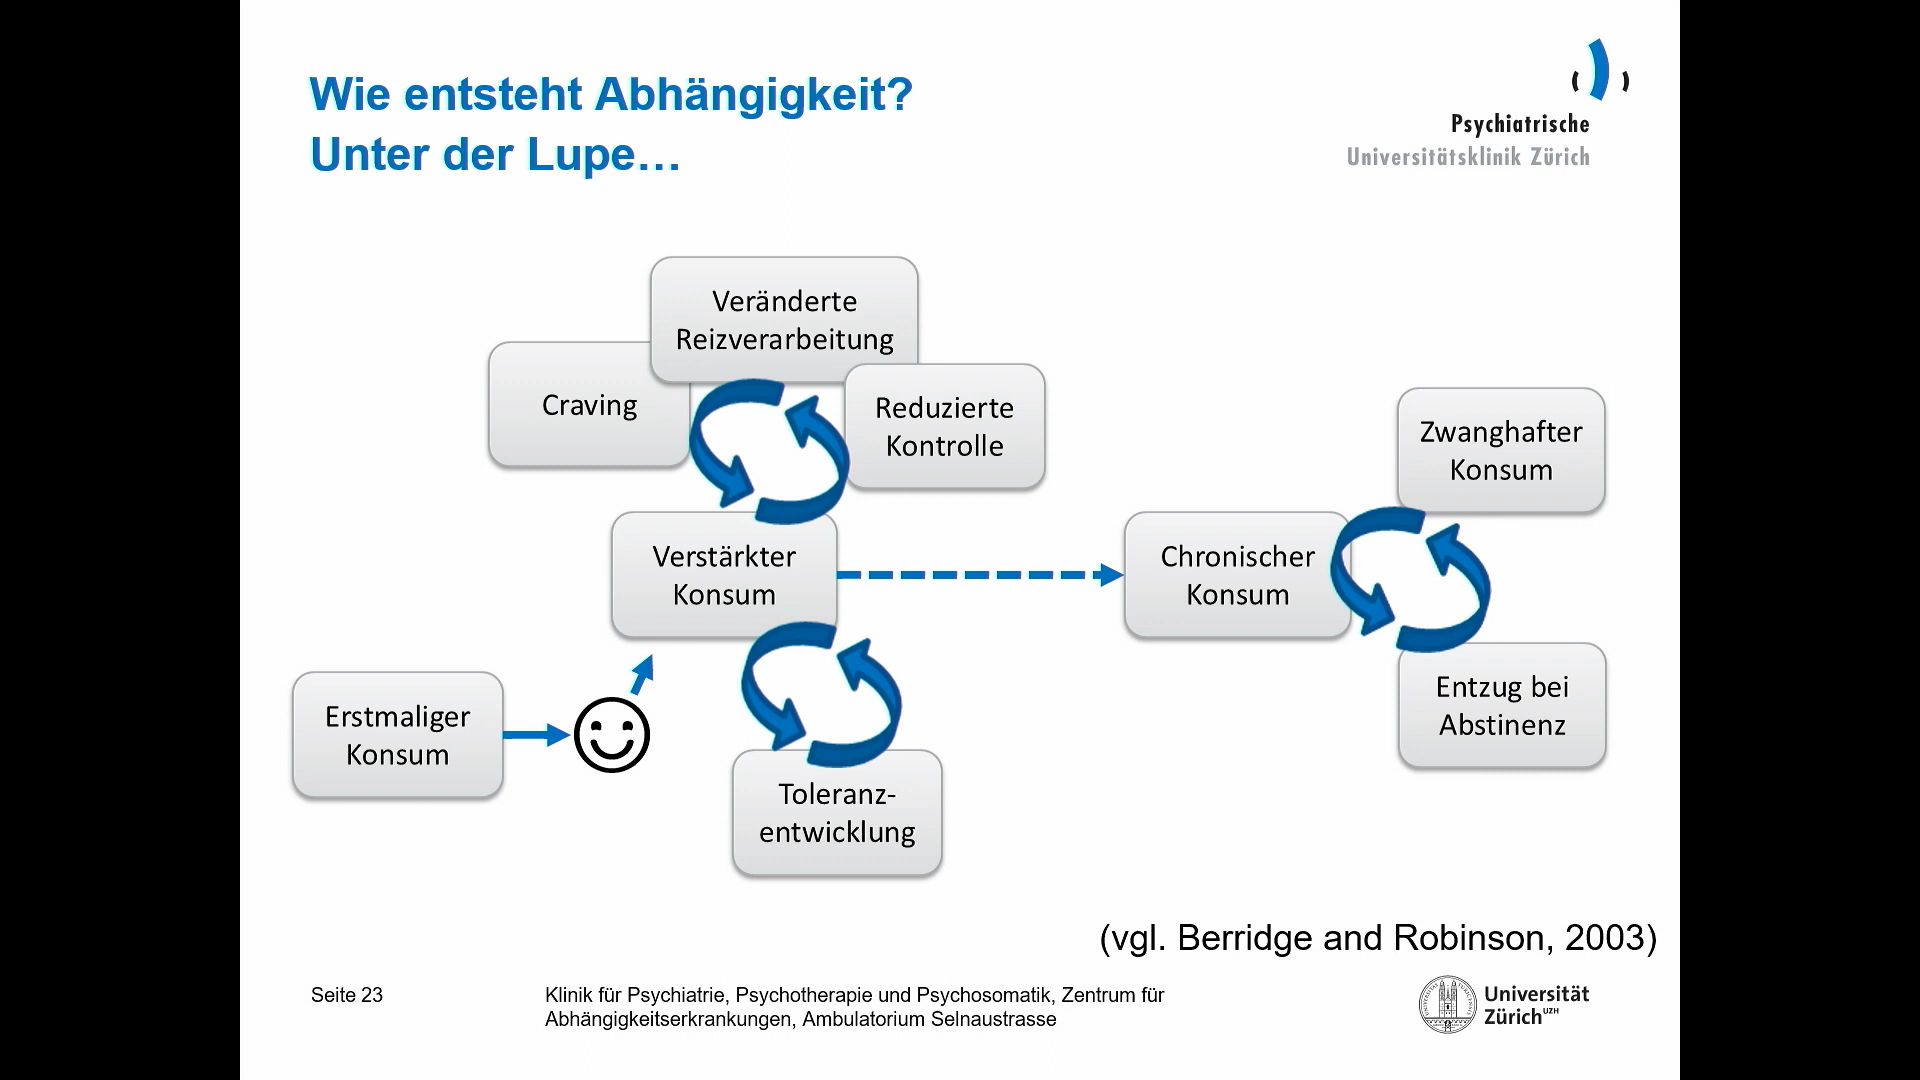 Wie entsteht Abhängigkeit?
Unter der Lupe…
Psychiatrische
Universitätsklinik Zürich
Veränderte
Reizverarbeitung
Craving
Reduzierte
Kontrolle
Zwanghafter
Konsum
Verstärkter
Konsum
Chronischer
Konsum
Entzug bei
Abstinenz
Erstmaliger
Konsum
Toleranz-
entwicklung
(vgl. Berridge and Robinson, 2003)
Seite 23
Klinik für Psychiatrie, Psychotherapie und Psychosomatik, Zentrum für
Abhängigkeitserkrankungen, Ambulatorium Selnaustrasse
Universität
Zürich UZH